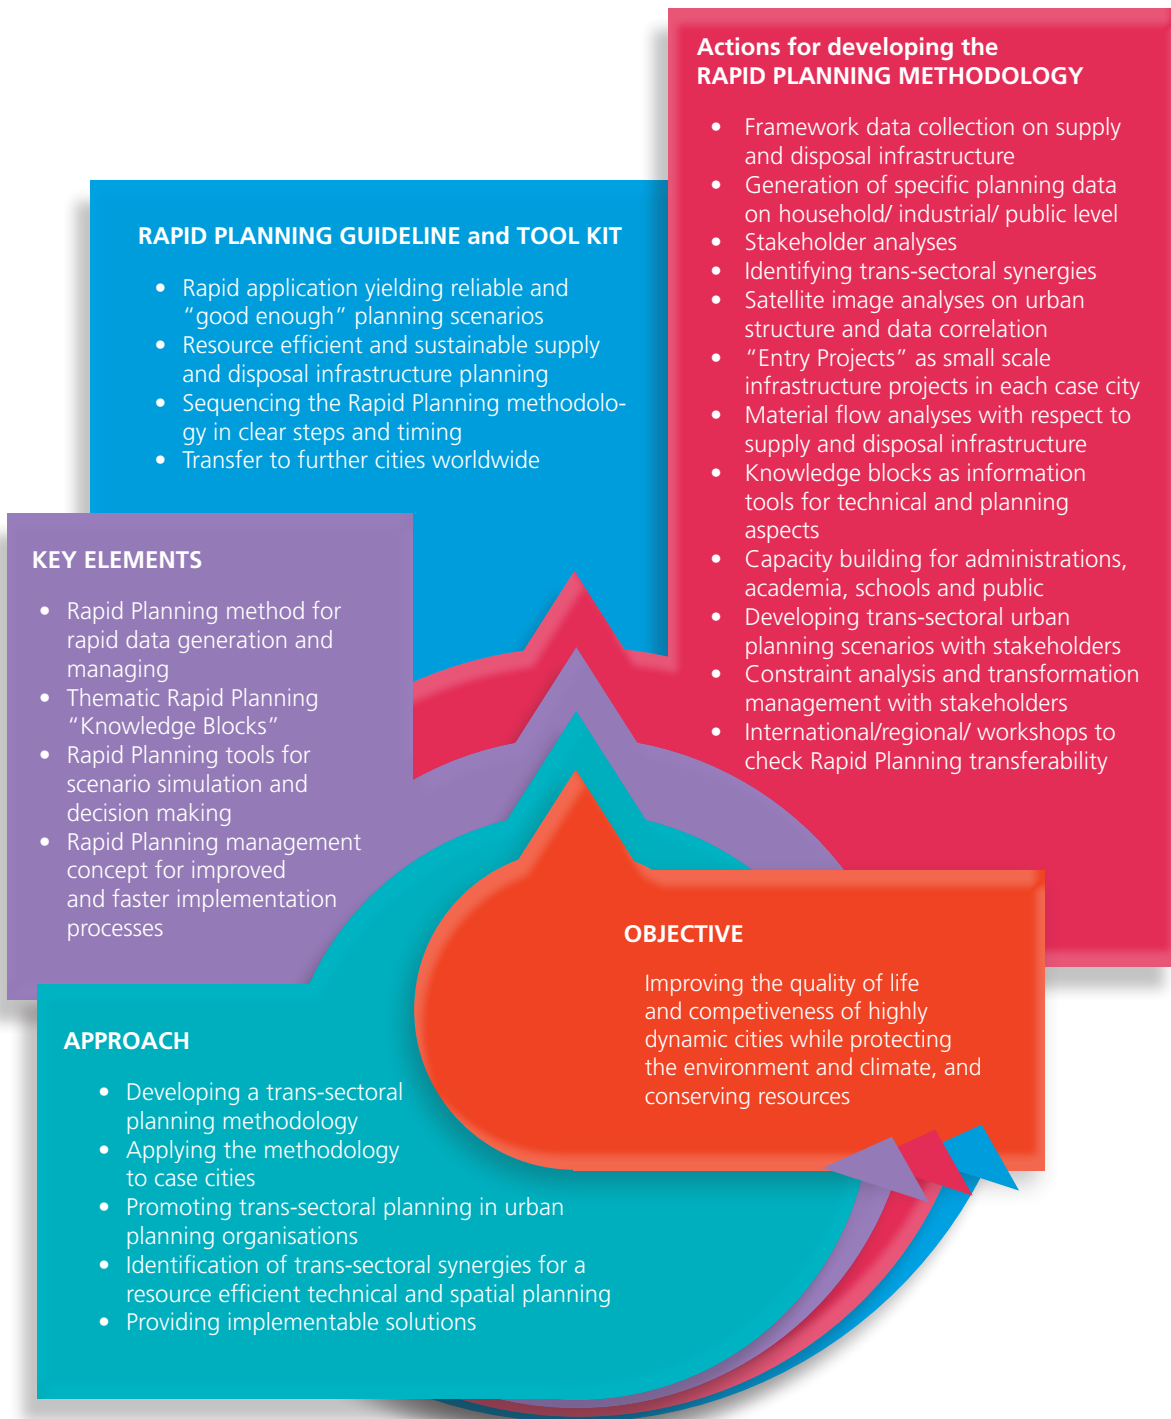 Actions for developing the
RAPID PLANNING METHODOLOGY
• Framework data collection on supply
and disposal infrastructure
• Generation of specific planning data
on household/ industrial/ public level
• Stakeholder analyses
• Identifying trans-sectoral synergies
• Satellite image analyses on urban
structure and data correlation
• “Entry Projects” as small scale
infrastructure projects in each case city
• Material flow analyses with respect to
supply and disposal infrastructure
• Knowledge blocks as information
tools for technical and planning
aspects
• Capacity building for administrations,
academia, schools and public
• Developing trans-sectoral urban
planning scenarios with stakeholders
• Constraint analysis and transformation
management with stakeholders
• International/regional/ workshops to
check Rapid Planning transferability
RAPID PLANNING GUIDELINE and TOOL KIT
• Rapid application yielding reliable and
“good enough” planning scenarios
• Resource efficient and sustainable supply
and disposal infrastructure planning
• Sequencing the Rapid Planning methodolo-
gy in clear steps and timing
• Transfer to further cities worldwide
KEY ELEMENTS
• Rapid Planning method for
rapid data generation and
managing
• Thematic Rapid Planning
“Knowledge Blocks”
• Rapid Planning tools for
scenario simulation and
decision making
• Rapid Planning management
concept for improved
and faster implementation
processes
OBJECTIVE
Improving the quality of life
and competiveness of highly
dynamic cities while protecting
the environment and climate, and
conserving resources
APPROACH
• Developing a trans-sectoral
planning methodology
• Applying the methodology
to case cities
• Promoting trans-sectoral planning in urban
planning organisations
• Identification of trans-sectoral synergies for a
resource efficient technical and spatial planning
• Providing implementable solutions